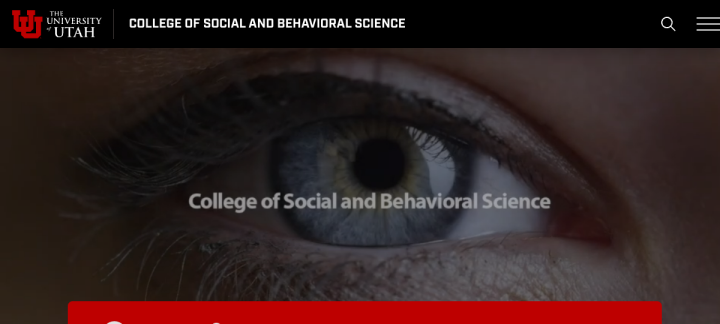 THE
UNIVERSITY
of
UTAH
COLLEGE OF SOCIAL AND BEHAVIORAL SCIENCE
College of Social and Behavioral Science